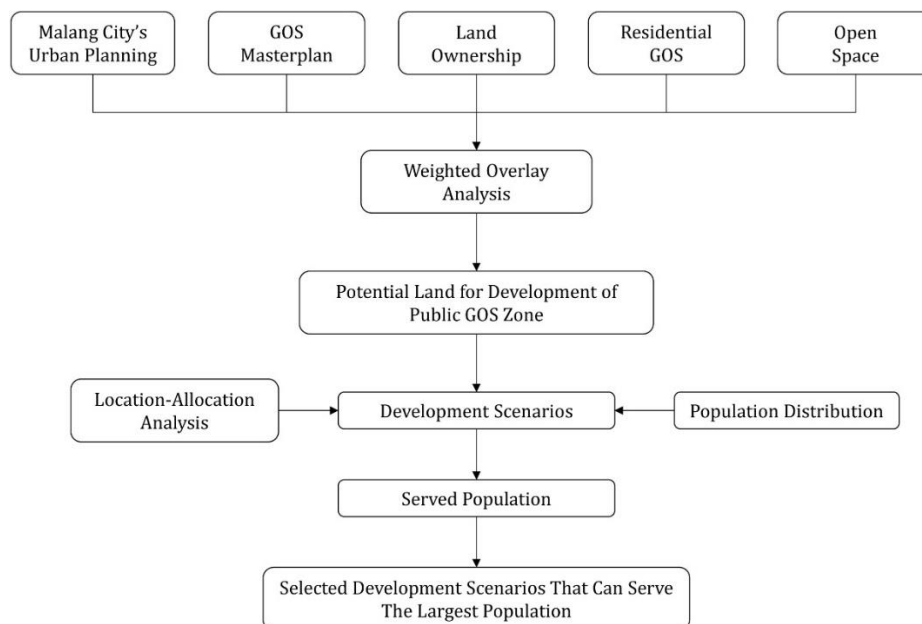 Malang City's
Urban Planning
GOS
Masterplan
Land
Ownership
Residential
GOS
Open
Space
Weighted Overlay
Analysis
Potential Land for Development of
Public GOS Zone
Location-Allocation
Analysis
Development Scenarios
Population Distribution
Served Population
Selected Development Scenarios That Can Serve
The Largest Population